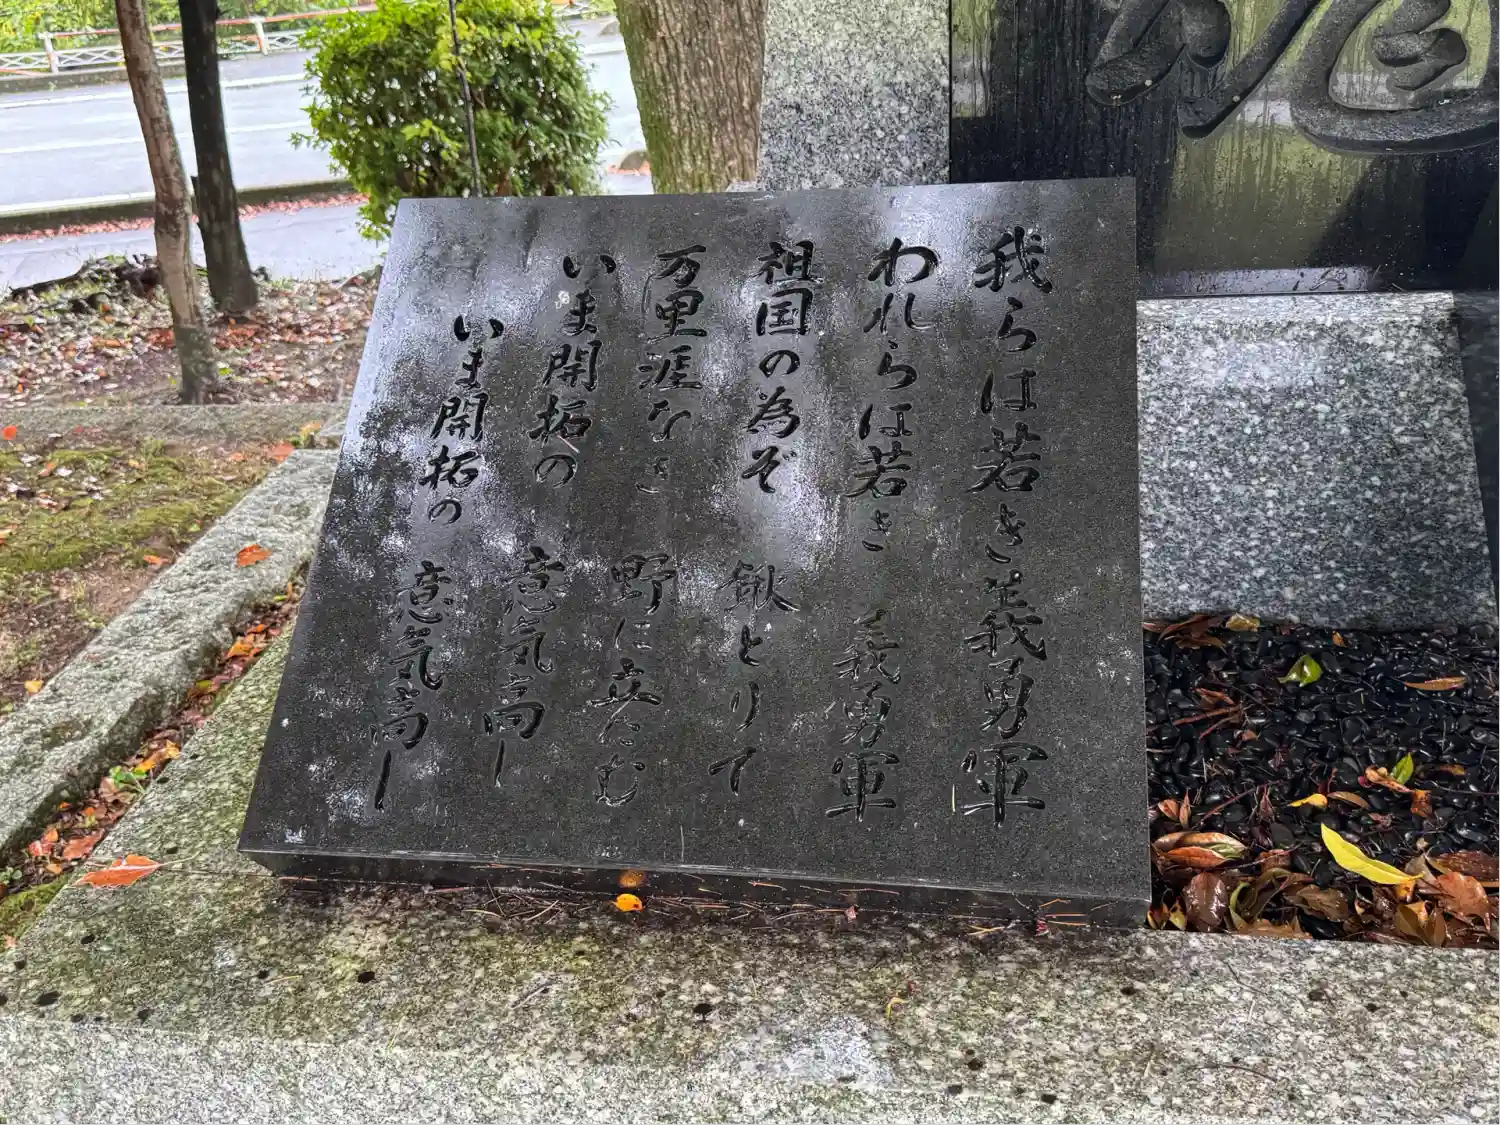 我らは若き義勇軍
われらは若き　義勇軍
祖国の為ぞ　鍬とりて
万里涯なき　野に立たむ
いま開拓の　意気高し
いま開拓の　意気高し